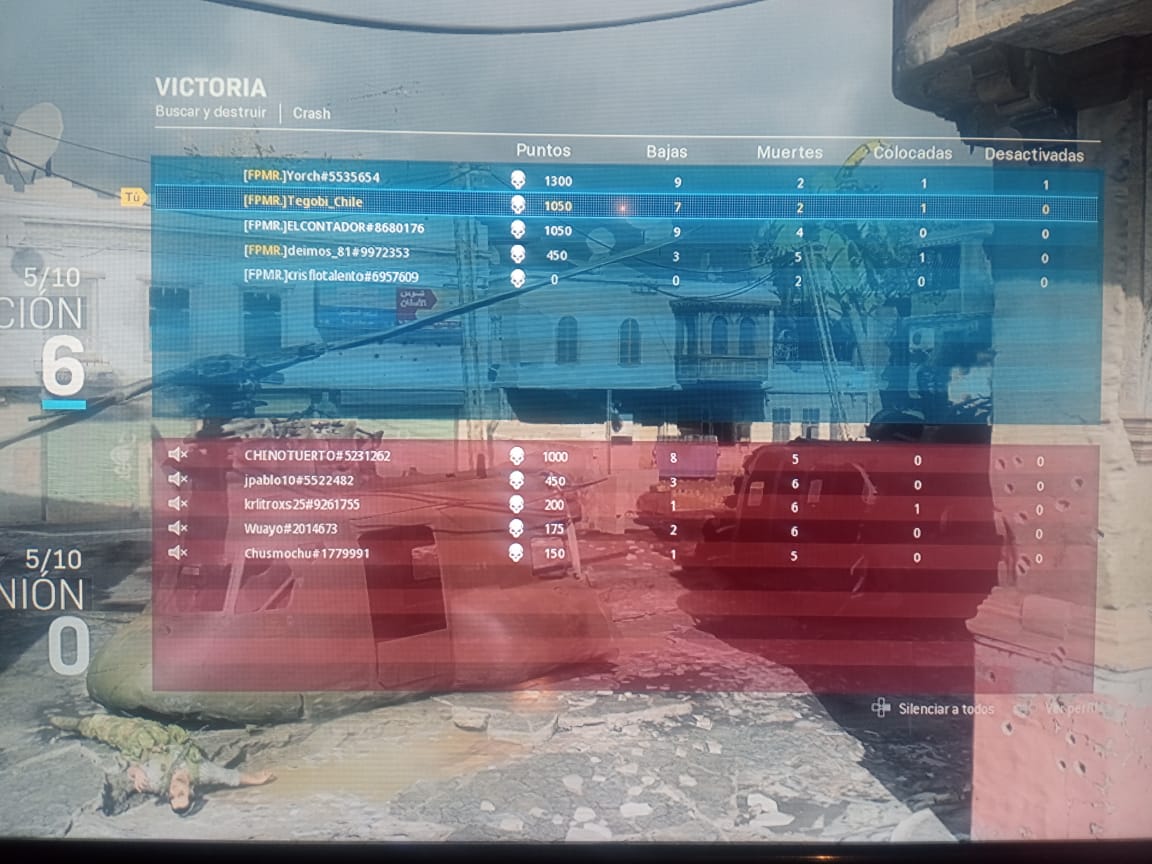 VICTORIA
Buscar y destruir | Crash
Puntos Bajas Muertes Colocadas Desactivadas
[FPMR.]Yorch#5535654 1300 9 2 1 1
Tú [FPMR.]Tegobi_Chile 1050 7 2 1 0
[FPMR.]ELCONTADOR#8680176 1050 9 4 0 0
[FPMR.]deimos_81#9972353 450 3 5 1 0
[FPMR.]crisflotalento#6957609 0 0 2 0 0
5/10
CIÓN
6
CHINOTUERTO#5231262 1000 8 5 0 0
jpablo10#5522482 450 3 6 0 0
krlitroxs25#9261755 200 1 6 1 0
Wuayo#2014673 175 2 6 0 0
Chusmochu#1779991 150 1 5 0 0
5/10
NIÓN
0
Silenciar a todos Ver perfil